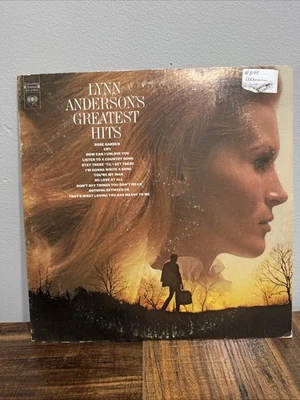 LYNN
ANDERSON'S
GREATEST
HITS
ROSE GARDEN
CRY
HOW CAN I UNLOVE YOU
LISTEN TO A COUNTRY SONG
STAY THERE 'TIL I GET THERE
I'M GONNA WRITE A SONG
YOU'RE MY MAN
NO LOVE AT ALL
DON'T SAY THINGS YOU DON'T MEAN
NOTHING BETWEEN US
THAT'S WHAT LOVING YOU HAS MEANT TO ME